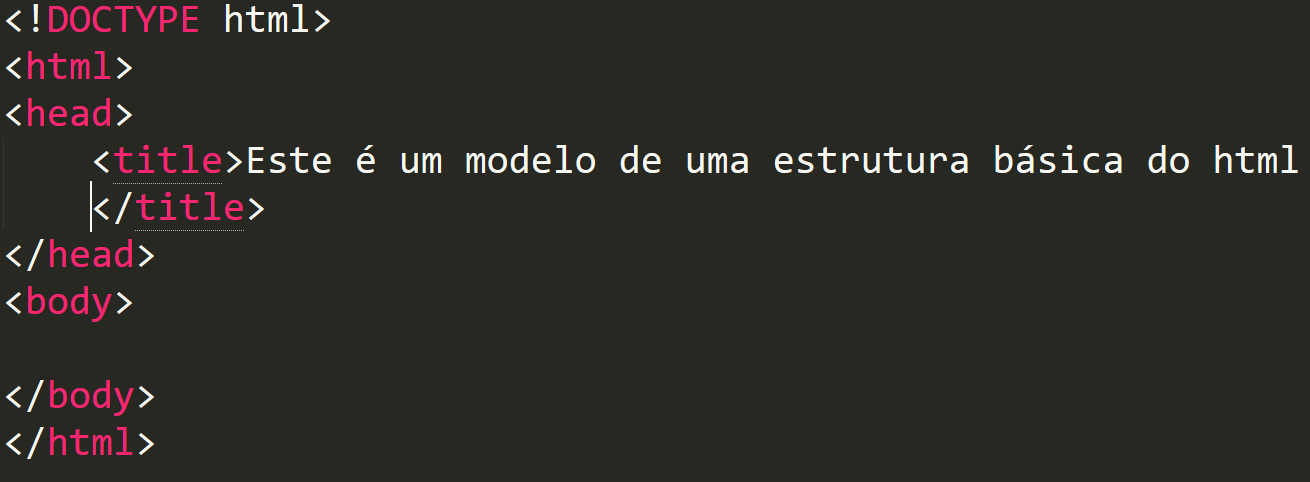 <!DOCTYPE html>
<html>
<head>
    <title>Este é um modelo de uma estrutura básica do html
    </title>
</head>
<body>

</body>
</html>